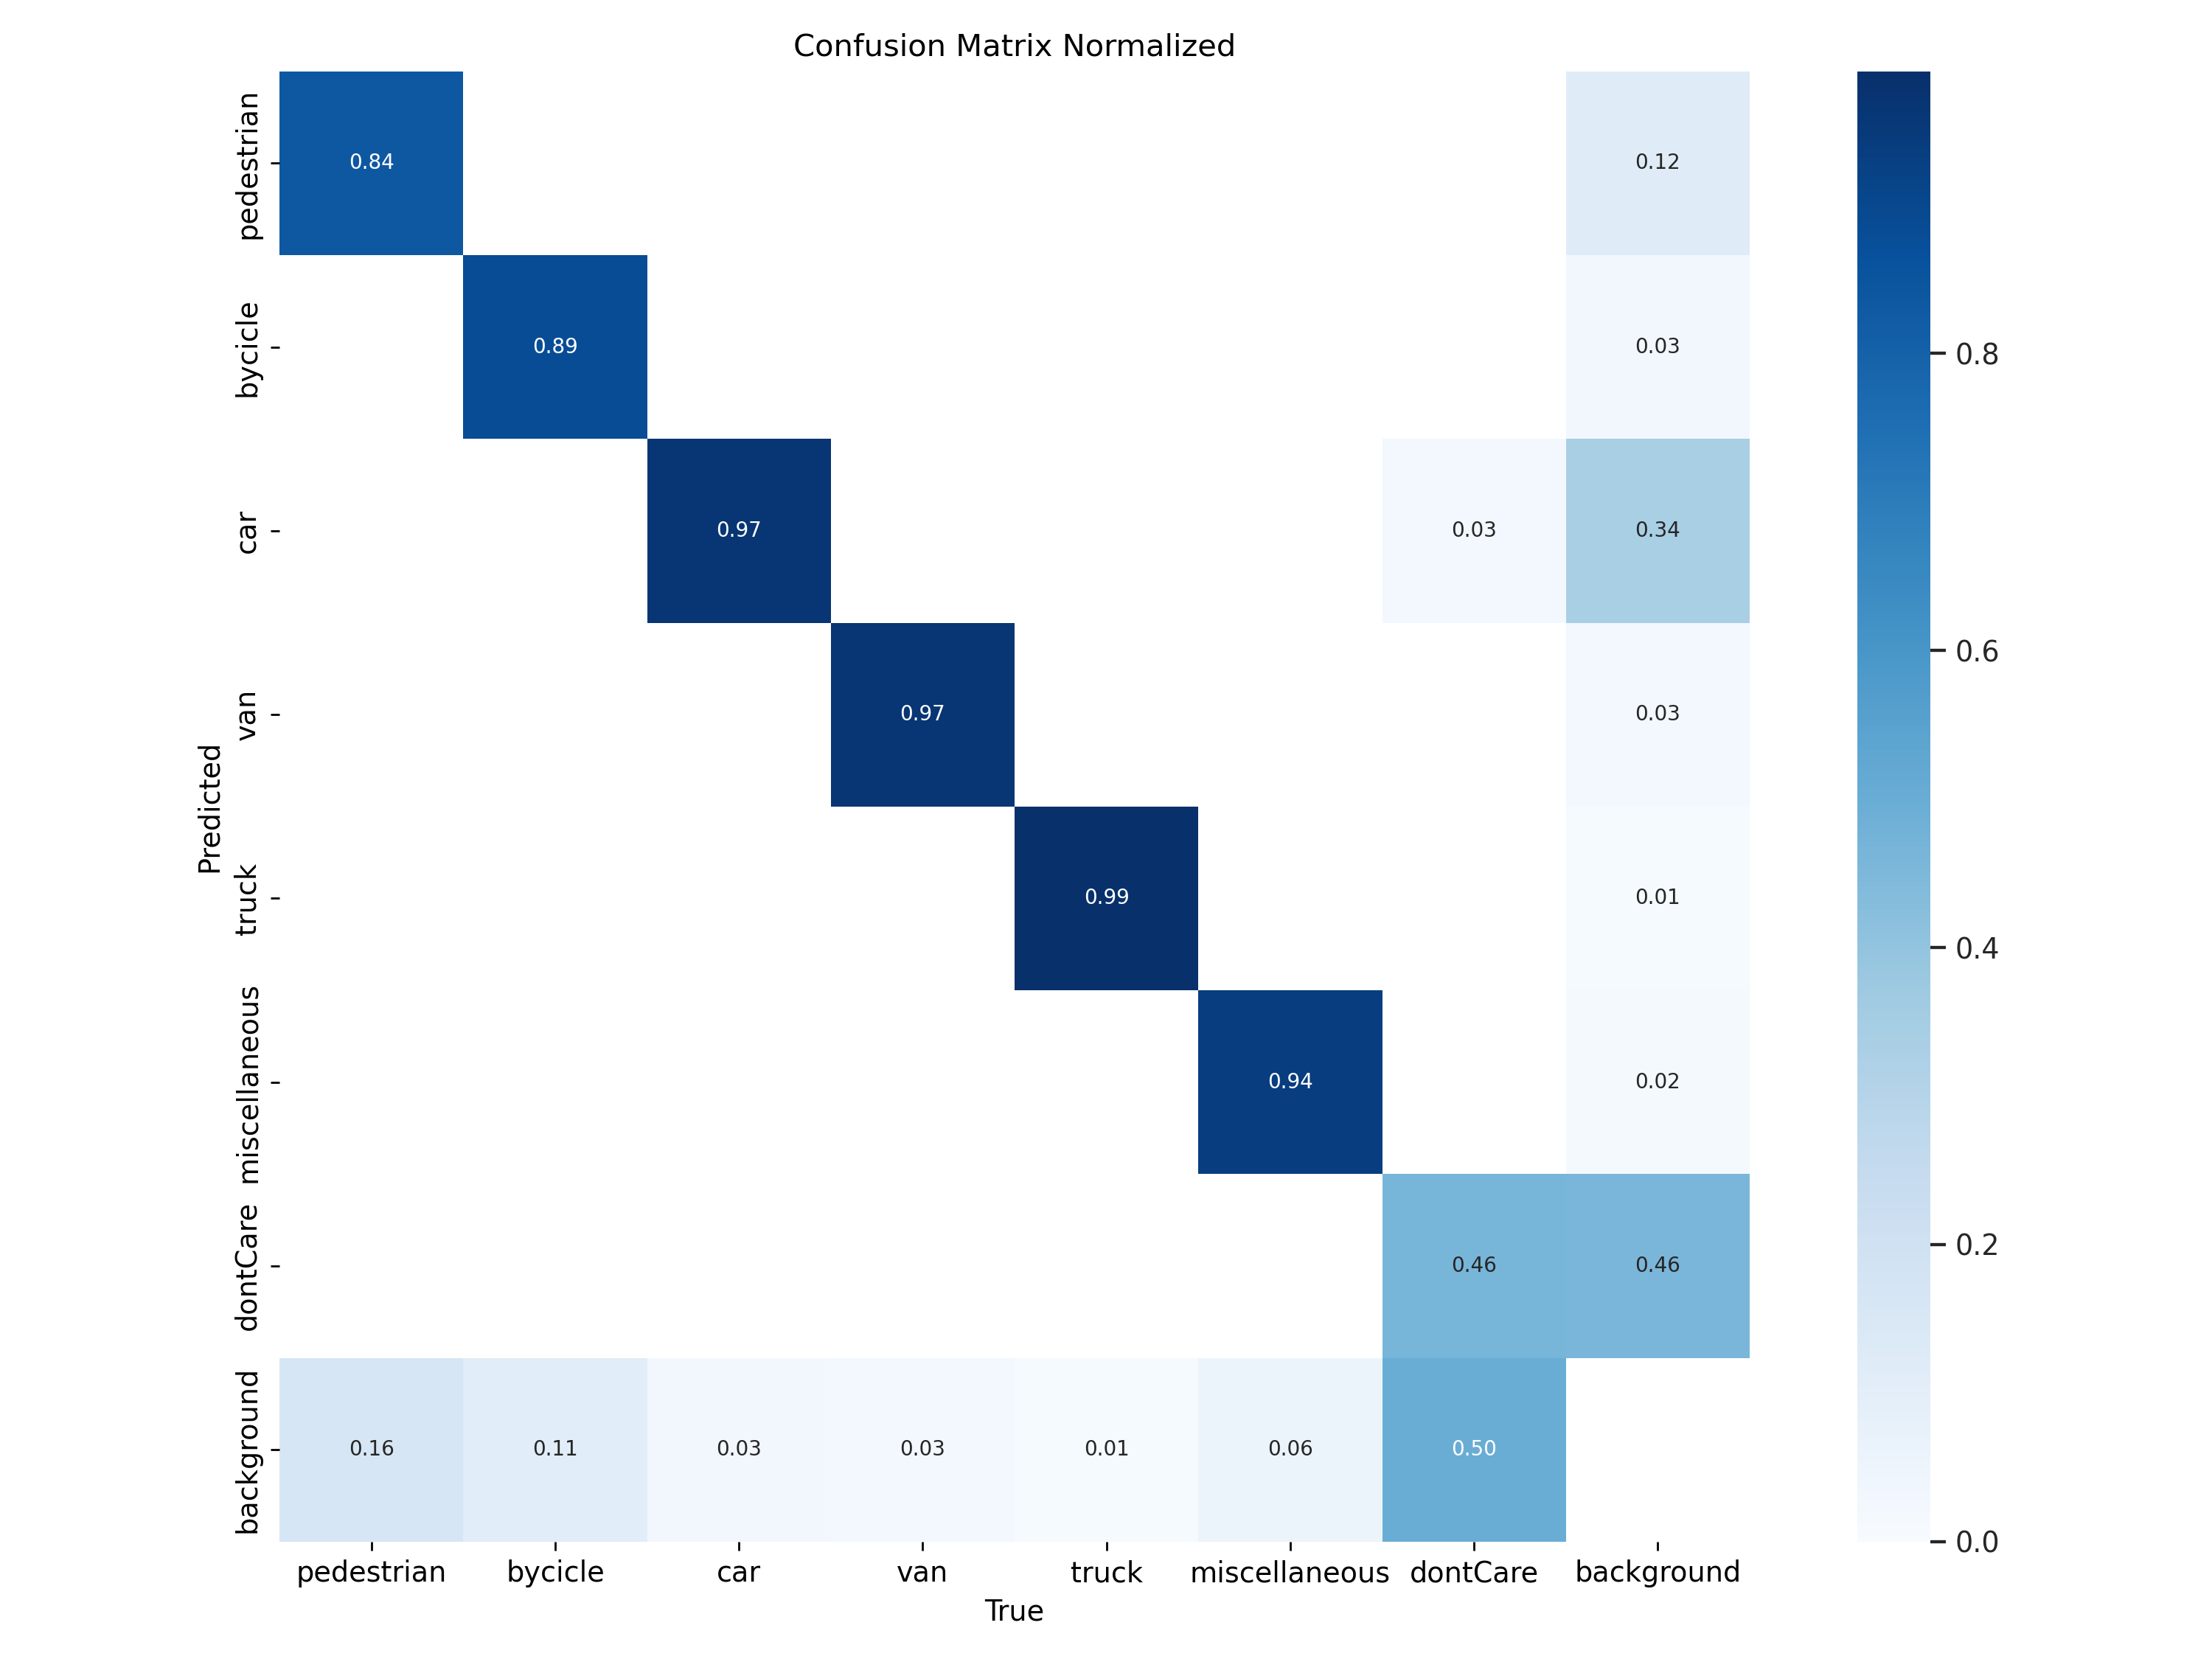 Confusion Matrix Normalized
pedestrian
0.84
0.12
bycicle
0.89
0.03
car
0.97
0.03
0.34
van
0.97
0.03
truck
0.99
0.01
miscellaneous
0.94
0.02
dontCare
0.46
0.46
background
0.16
0.11
0.03
0.03
0.01
0.06
0.50
Predicted
pedestrian
bycicle
car
van
truck
miscellaneous
dontCare
background
True
0.8
0.6
0.4
0.2
0.0